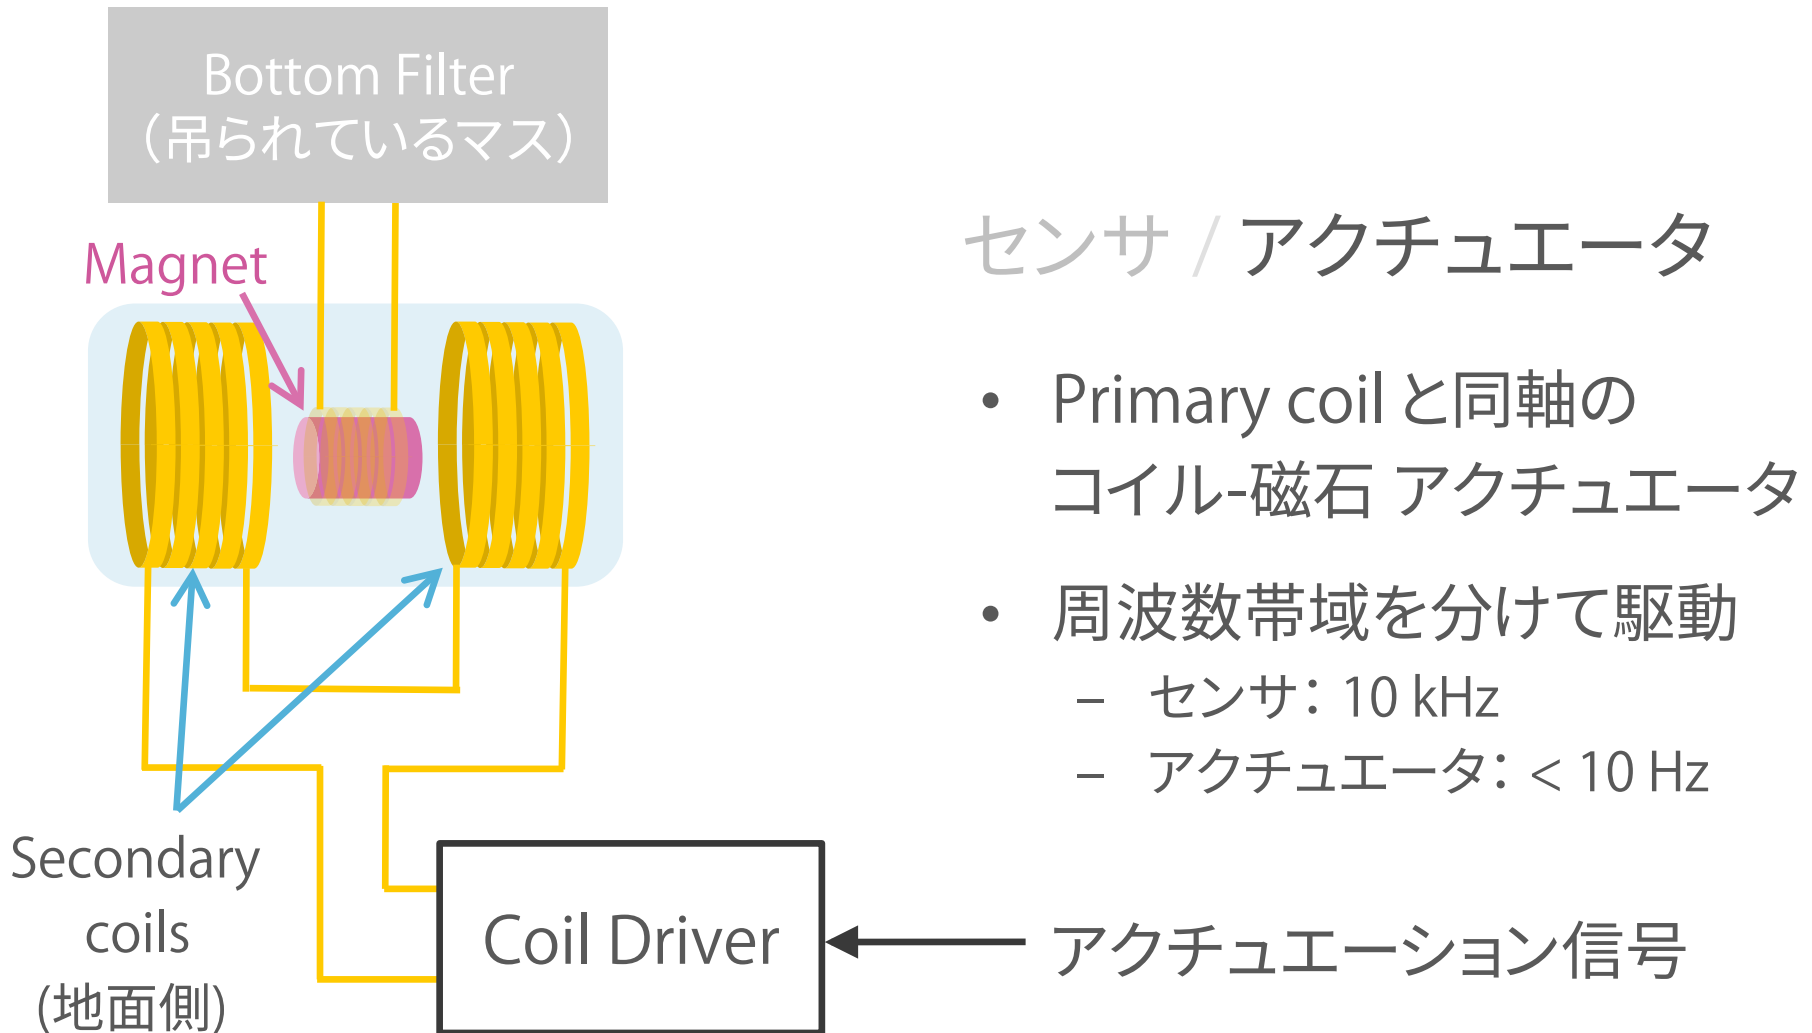 Bottom Filter
（吊られているマス）
Magnet
Secondary
coils
(地面側)
Coil Driver
センサ / アクチュエータ
• Primary coil と同軸の
コイル-磁石 アクチュエータ
• 周波数帯域を分けて駆動
– センサ： 10 kHz
– アクチュエータ： < 10 Hz
アクチュエーション信号